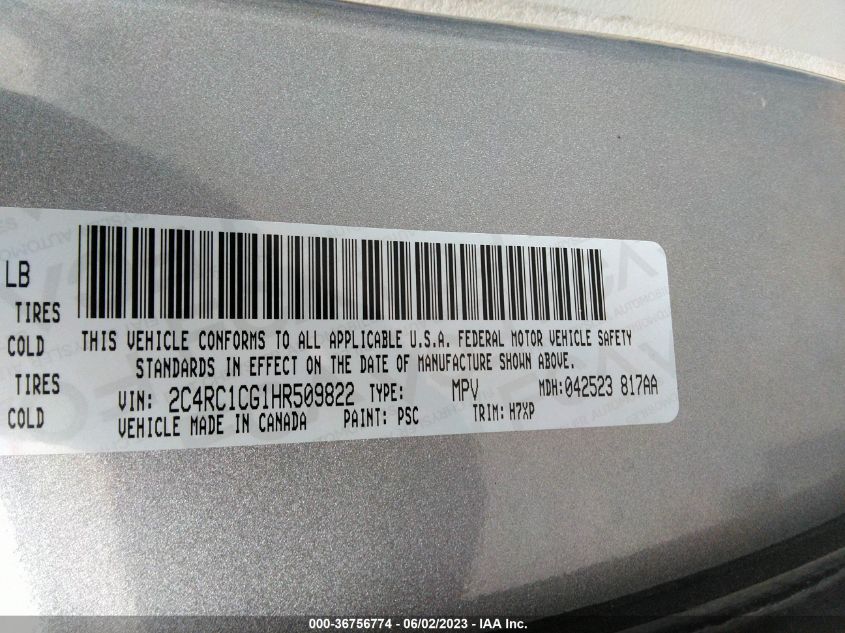 LB
TIRES
COLD
THIS VEHICLE CONFORMS TO ALL APPLICABLE U.S.A. FEDERAL MOTOR VEHICLE SAFETY
STANDARDS IN EFFECT ON THE DATE OF MANUFACTURE SHOWN ABOVE.
TIRES
COLD
VIN: 2C4RC1CG1HR509822 TYPE: MPV MDH: 042523 817AA
VEHICLE MADE IN CANADA PAINT: PSC TRIM: H7XP
000-36756774 - 06/02/2023 - IAA Inc.